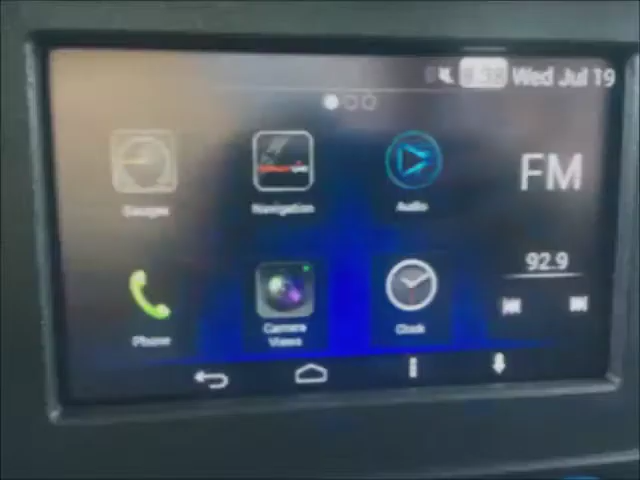 Wed Jul 19
Gauges
Navigation
Audio
FM
92.9
Phone
Camera
Views
Clock